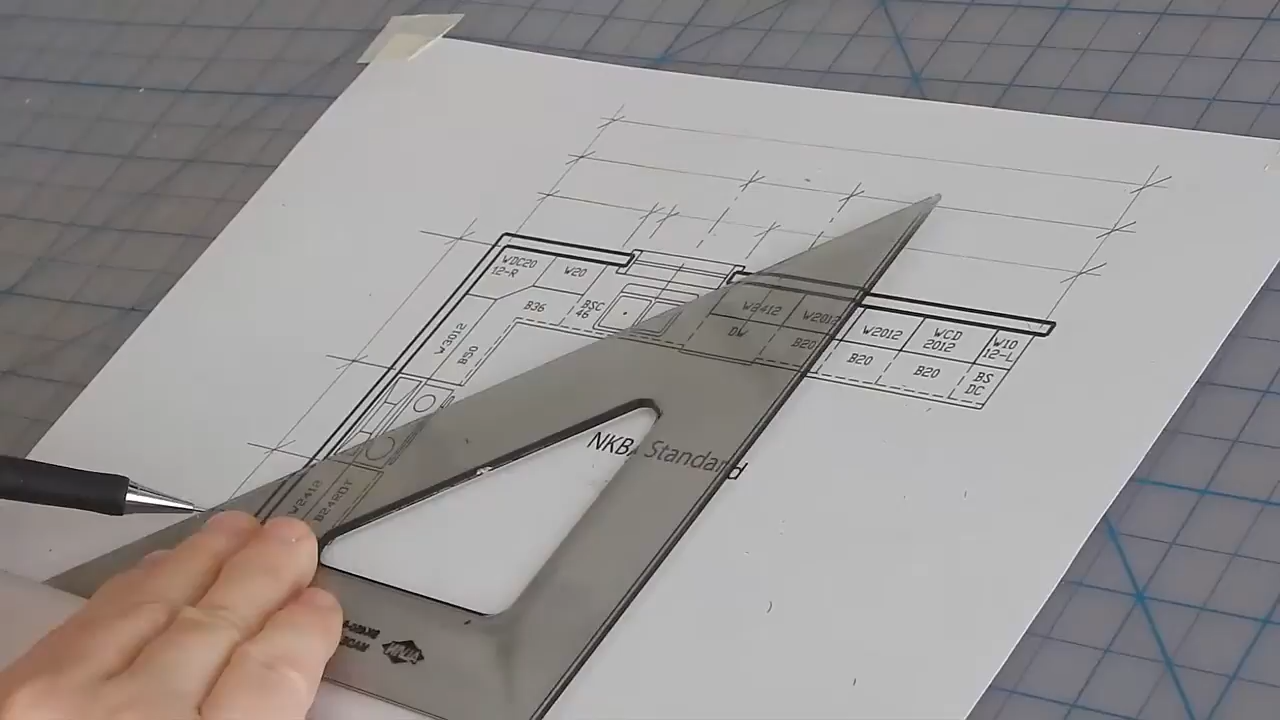 WDC20
12-R
W20
B36
BSC
46
W3012
B50
W2412
DW
W2012
B20
W2012
B20
WCD
2012
B20
W10
12-L
BS
DC
NKBA Standard
W2418
B24RDT